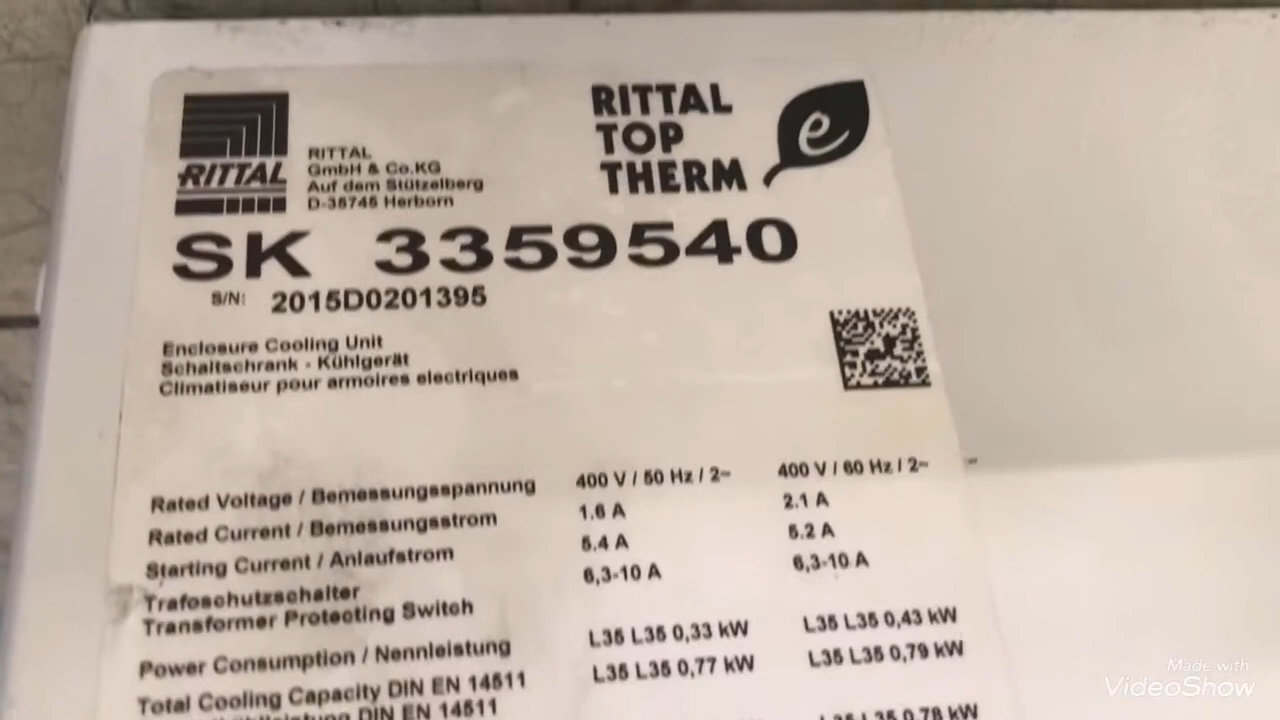 RITTAL
RITTAL
GmbH & Co.KG
Auf dem Stützelberg
D-35745 Herborn
RITTAL
TOP
THERM
e
SK 3359540
S/N: 2015D0201395
Enclosure Cooling Unit
Schaltschrank - Kühlgerät
Climatiseur pour armoires electriques
Rated Voltage / Bemessungsspannung 400 V / 50 Hz / 2~ 400 V / 60 Hz / 2~
Rated Current / Bemessungsstrom 1.6 A 2.1 A
Starting Current / Anlaufstrom 5.4 A 5.2 A
Trafoschutzschalter 6,3-10 A 6,3-10 A
Transformer Protecting Switch
Power Consumption / Nennleistung L35 L35 0,33 kW L35 L35 0,43 kW
Total Cooling Capacity DIN EN 14511 L35 L35 0,77 kW L35 L35 0,79 kW
DIN EN 14511 L35 L35 0,78 kW
Made with
VideoShow